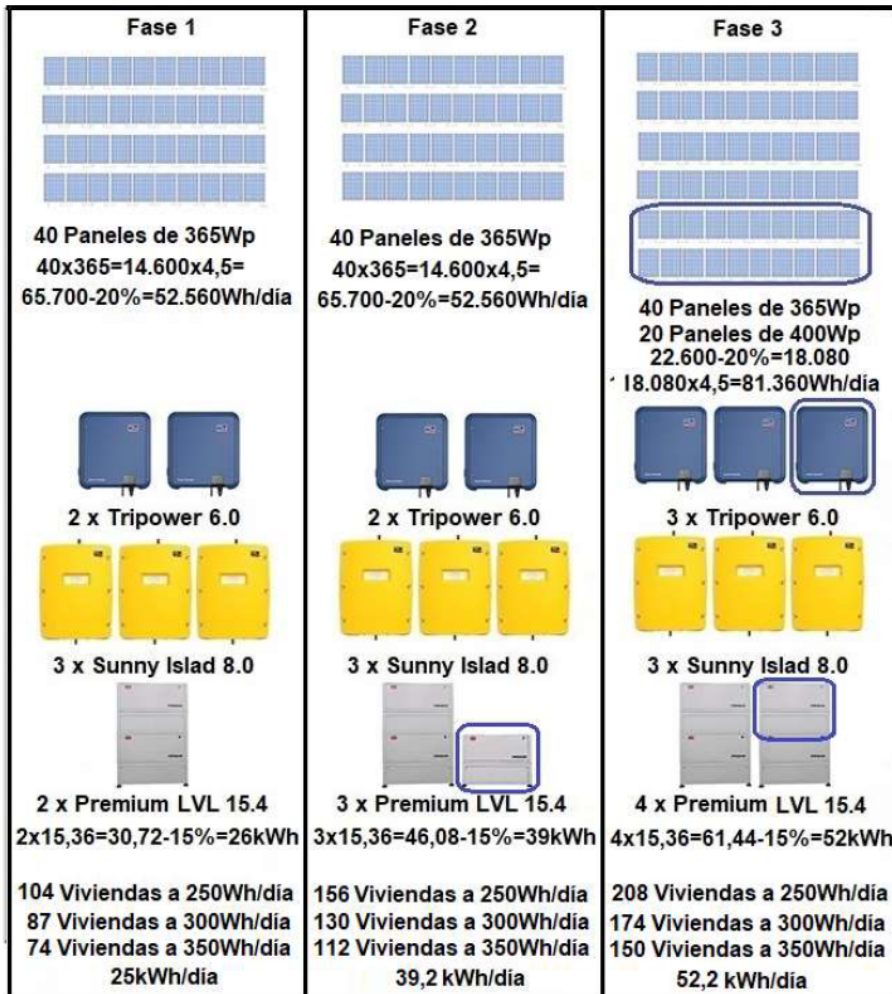 Fase 1
40 Paneles de 365Wp
40x365=14.600x4,5=
65.700-20%=52.560Wh/día
2 x Tripower 6.0
3 x Sunny Islad 8.0
2 x Premium LVL 15.4
2x15,36=30,72-15%=26kWh
104 Viviendas a 250Wh/día
87 Viviendas a 300Wh/día
74 Viviendas a 350Wh/día
25kWh/día
Fase 2
40 Paneles de 365Wp
40x365=14.600x4,5=
65.700-20%=52.560Wh/día
2 x Tripower 6.0
3 x Sunny Islad 8.0
3 x Premium LVL 15.4
3x15,36=46,08-15%=39kWh
156 Viviendas a 250Wh/día
130 Viviendas a 300Wh/día
112 Viviendas a 350Wh/día
39,2 kWh/día
Fase 3
40 Paneles de 365Wp
20 Paneles de 400Wp
22.600-20%=18.080
18.080x4,5=81.360Wh/día
3 x Tripower 6.0
3 x Sunny Islad 8.0
4 x Premium LVL 15.4
4x15,36=61,44-15%=52kWh
208 Viviendas a 250Wh/día
174 Viviendas a 300Wh/día
150 Viviendas a 350Wh/día
52,2 kWh/día